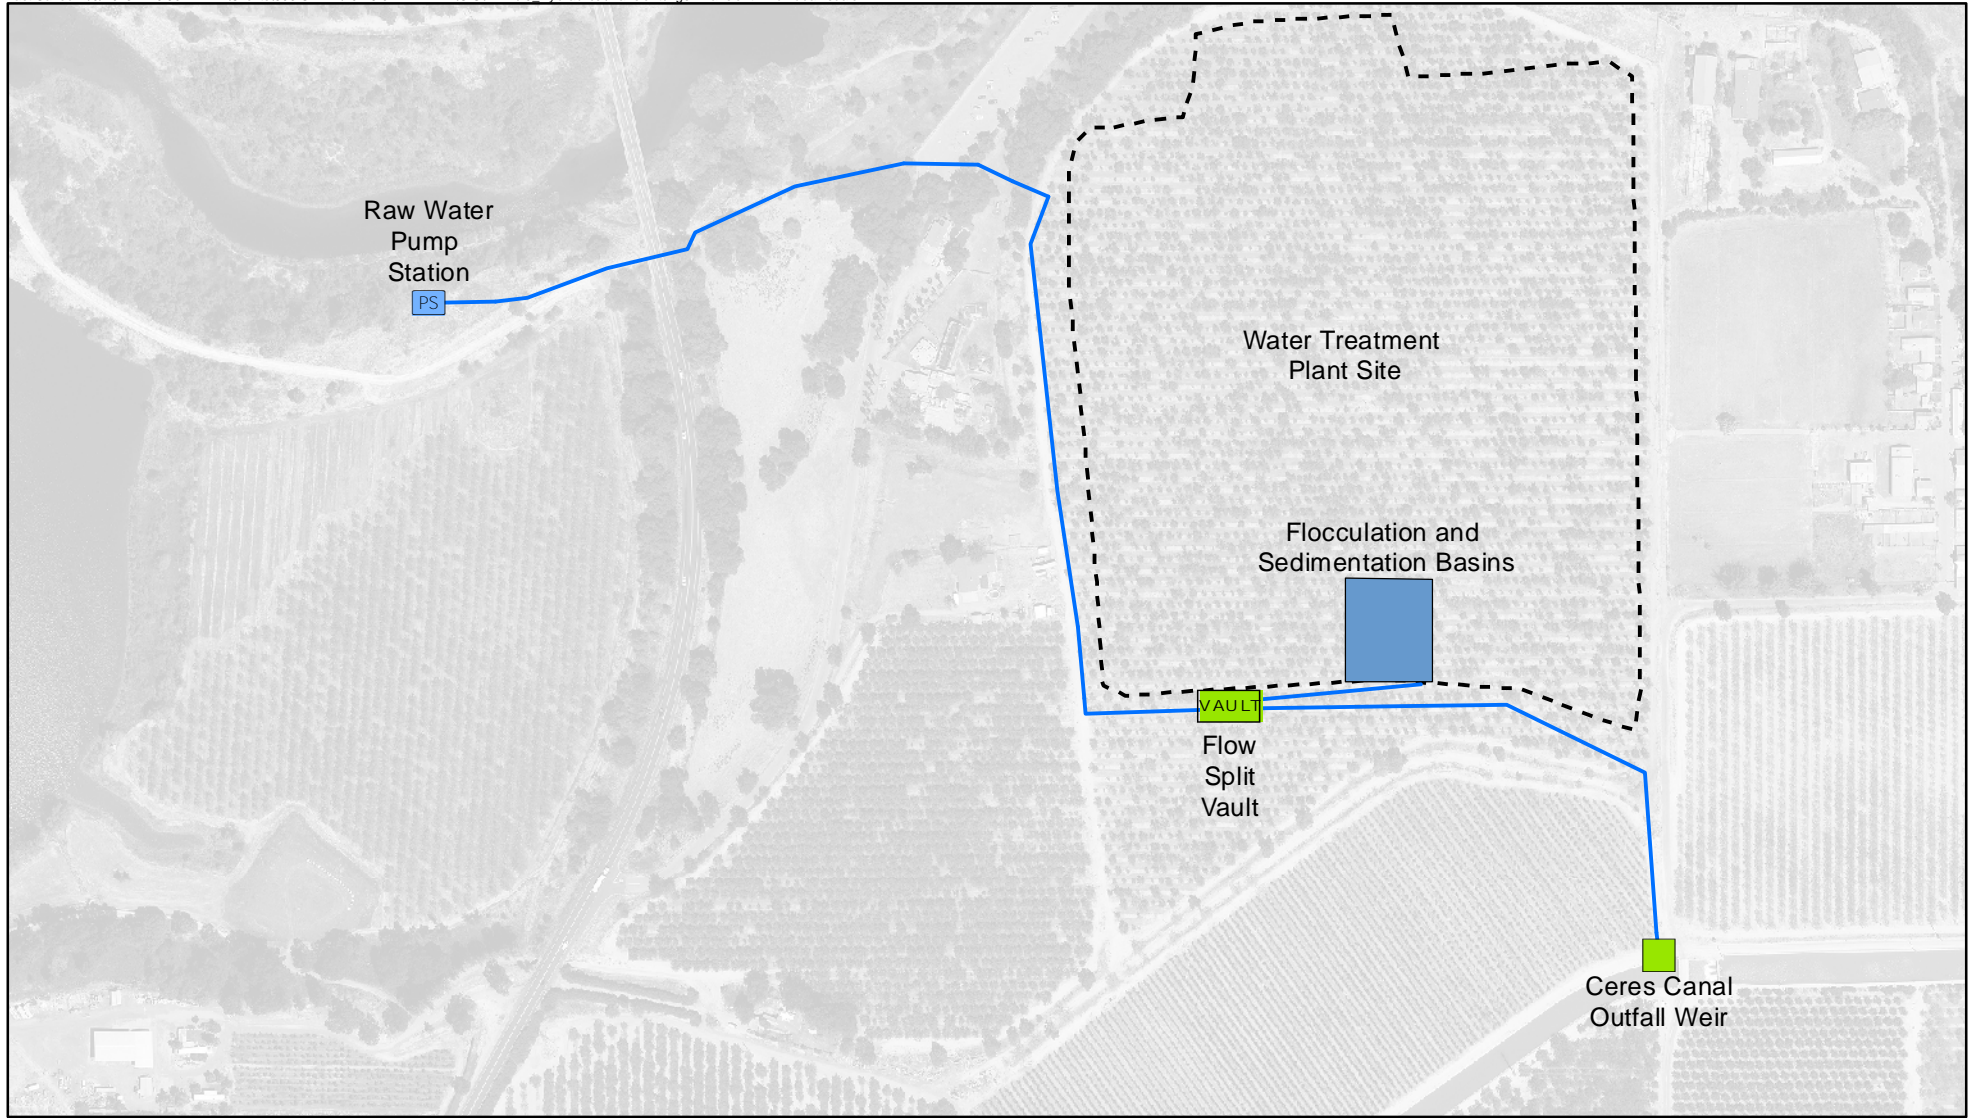 Raw Water
Pump
Station
PS
Water Treatment
Plant Site
Flocculation and
Sedimentation Basins
VAULT
Flow
Split
Vault
Ceres Canal
Outfall Weir